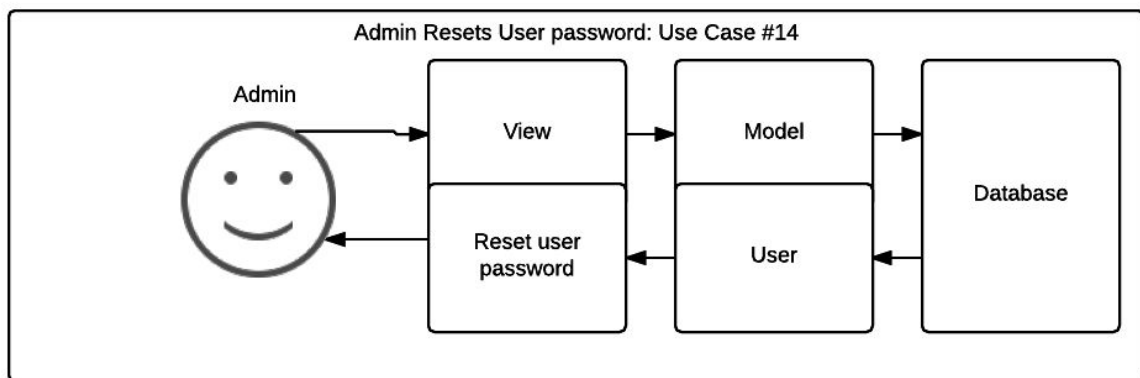 Admin Resets User password: Use Case #14
Admin
View
Model
Database
Reset user
password
User